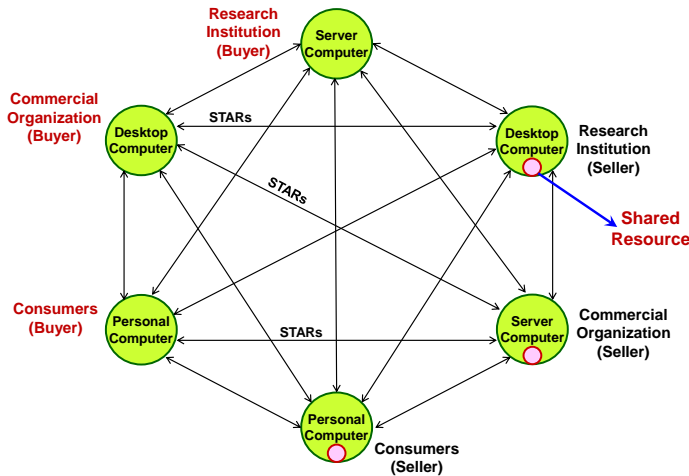 Research
Institution
(Buyer)
Server
Computer
Commercial
Organization
(Buyer)
Desktop
Computer
STARs
Desktop
Computer
Research
Institution
(Seller)
STARs
Shared
Resource
Consumers
(Buyer)
Personal
Computer
STARs
Server
Computer
Commercial
Organization
(Seller)
Personal
Computer
Consumers
(Seller)